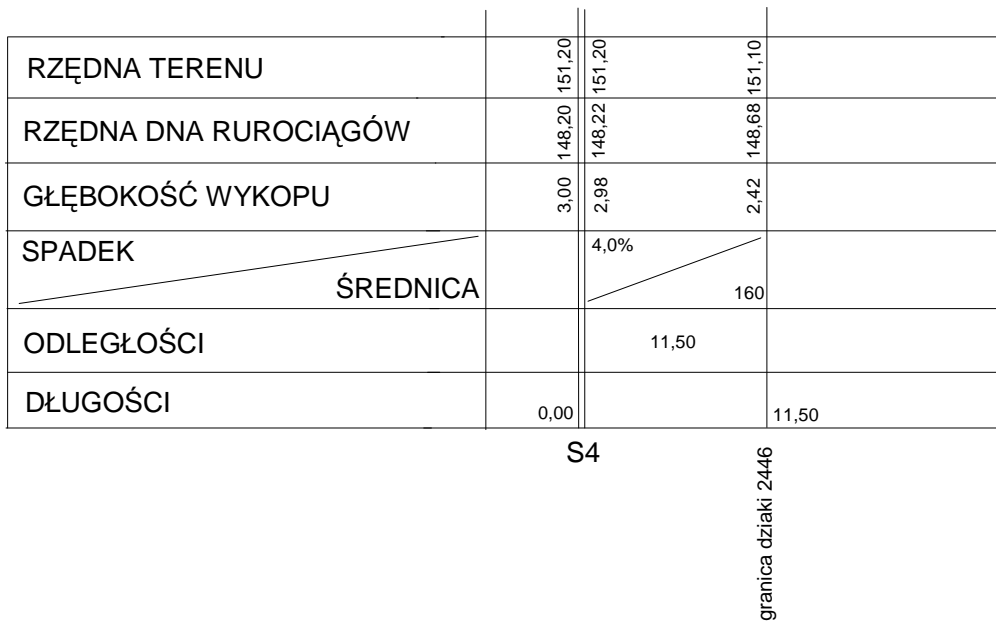 RZĘDNA TERENU 151,20 151,20 151,10
RZĘDNA DNA RUROCIĄGÓW 148,20 148,22 148,68
GŁĘBOKOŚĆ WYKOPU 3,00 2,98 2,42
SPADEK 4,0%
ŚREDNICA 160
ODLEGŁOŚCI 11,50
DŁUGOŚCI 0,00 11,50
S4
granica dziaki 2446